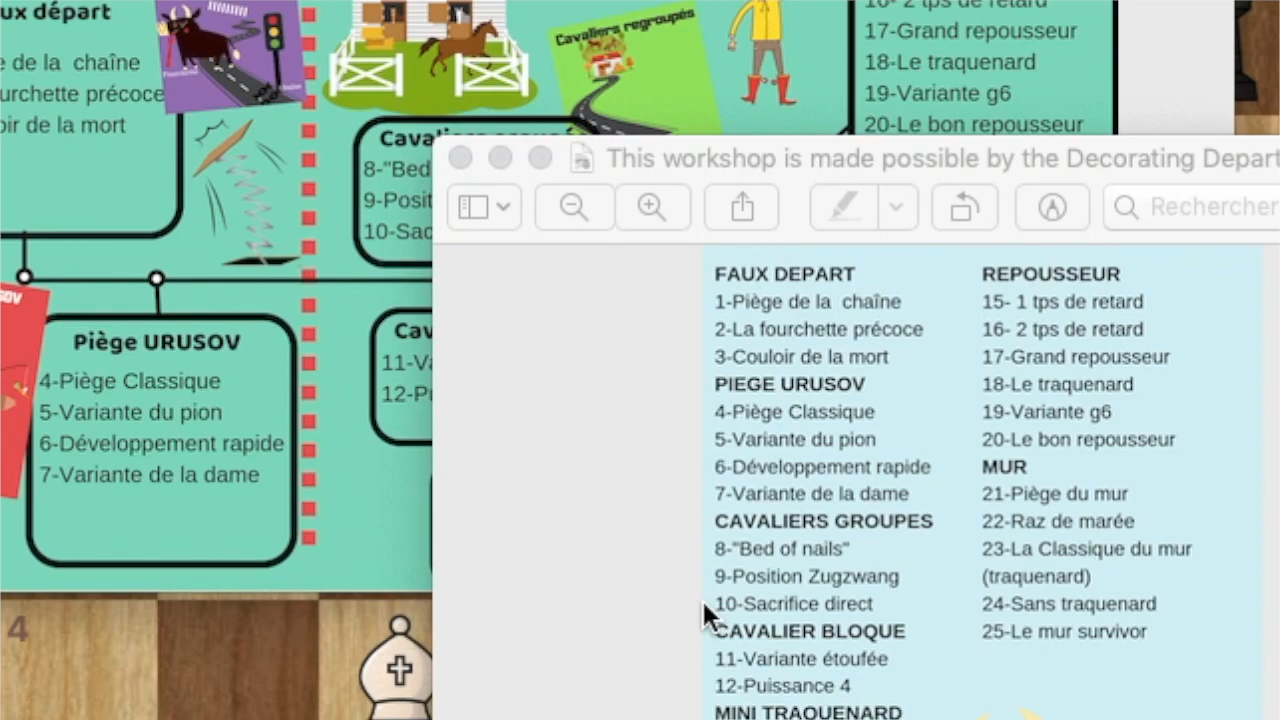 ux départ
e de la  chaîne
urchette précoce
oir de la mort
Cavaliers regroupés
17-Grand repousseur
18-Le traquenard
19-Variante g6
20-Le bon repousseur
8-"Bed
9-Posit
10-Sac
Piège URUSOV
4-Piège Classique
5-Variante du pion
6-Développement rapide
7-Variante de la dame
Cav
11-Va
12-Pu
4
This workshop is made possible by the Decorating Depart
Rechercher
FAUX DEPART
1-Piège de la  chaîne
2-La fourchette précoce
3-Couloir de la mort
PIEGE URUSOV
4-Piège Classique
5-Variante du pion
6-Développement rapide
7-Variante de la dame
CAVALIERS GROUPES
8-"Bed of nails"
9-Position Zugzwang
10-Sacrifice direct
CAVALIER BLOQUE
11-Variante étoufée
12-Puissance 4
MINI TRAQUENARD
REPOUSSEUR
15- 1 tps de retard
16- 2 tps de retard
17-Grand repousseur
18-Le traquenard
19-Variante g6
20-Le bon repousseur
MUR
21-Piège du mur
22-Raz de marée
23-La Classique du mur
(traquenard)
24-Sans traquenard
25-Le mur survivor